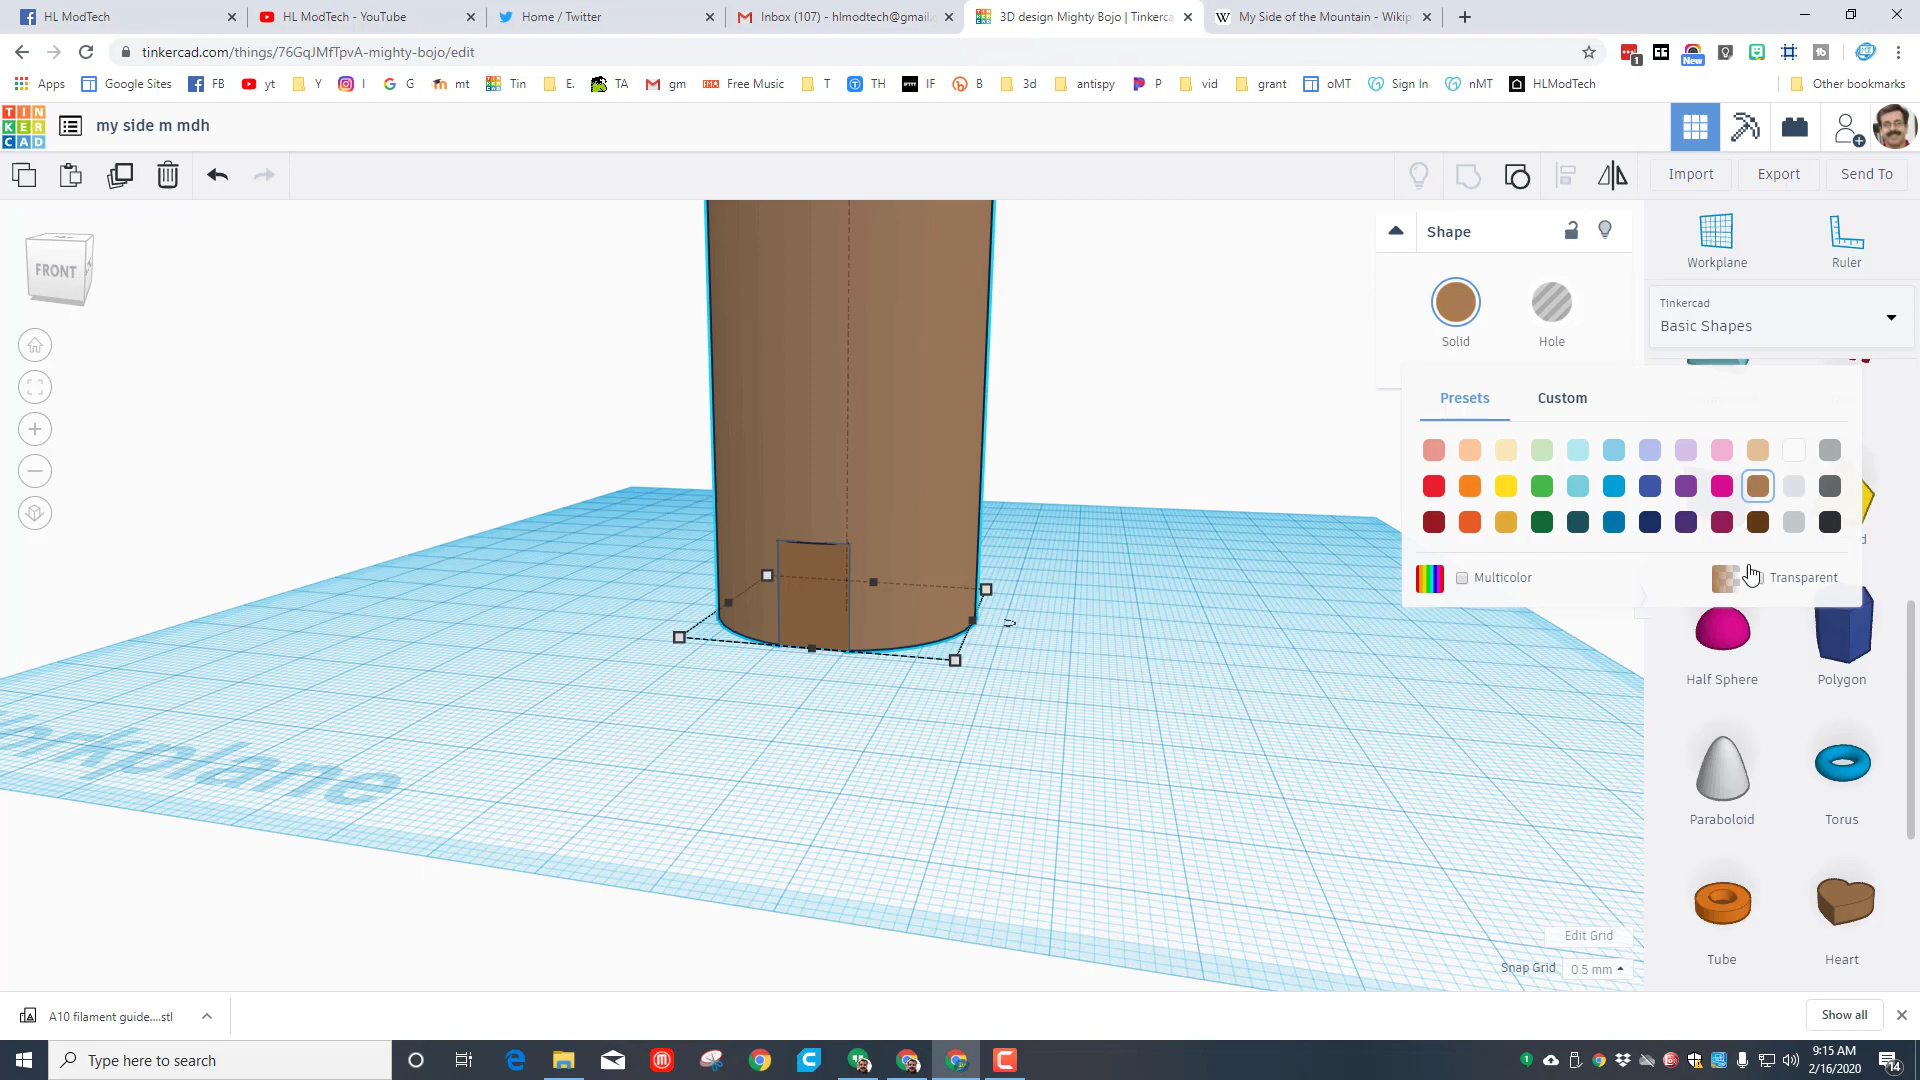 HL ModTech
HL ModTech - YouTube
Home / Twitter
Inbox (107) - hlmodtech@gmail.
3D design Mighty Bojo | Tinkerca
My Side of the Mountain - Wikip
tinkercad.com/things/76GqJMfTpvA-mighty-bojo/edit
1
New
Apps
Google Sites
FB
yt
Y
I
G
mt
Tin
E.
TA
gm
Free Music
T
TH
IF
B
3d
antispy
P
vid
grant
oMT
Sign In
nMT
HLModTech
Other bookmarks
TIN
KER
CAD
my side m mdh
Import
Export
Send To
FRONT
Shape
Solid
Hole
Workplane
Ruler
Tinkercad
Basic Shapes
Presets
Custom
Multicolor
Transparent
Half Sphere
Polygon
Paraboloid
Torus
Tube
Heart
Edit Grid
Snap Grid
0.5 mm
A10 filament guide....stl
Show all
Type here to search
9:15 AM
2/16/2020
14